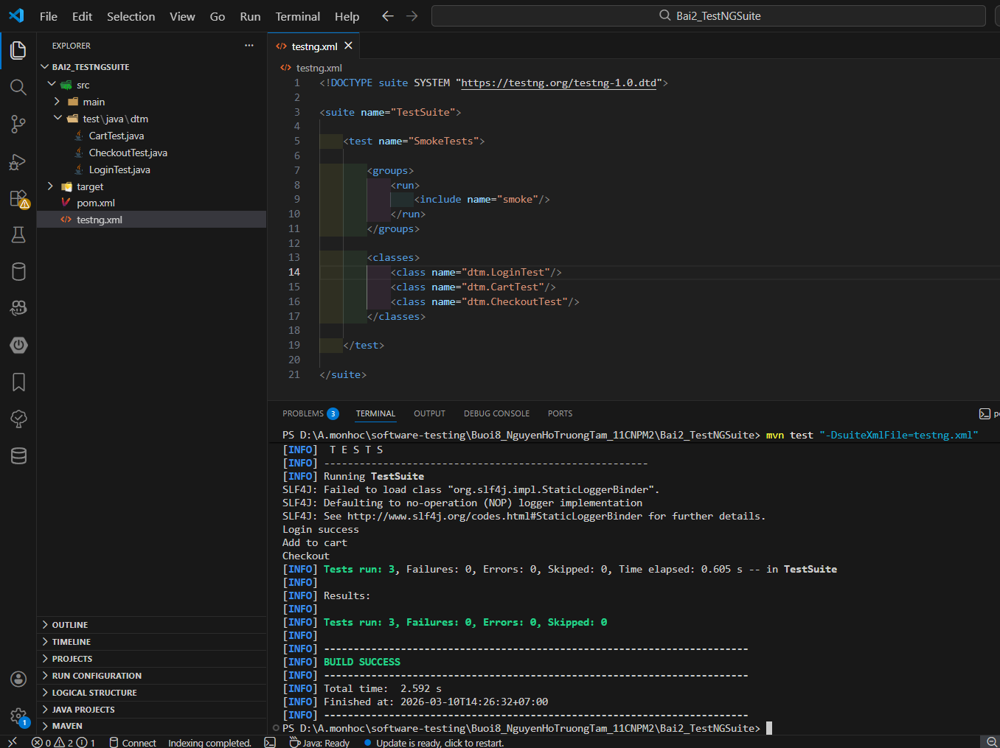 File Edit Selection View Go Run Terminal Help
Bai2_TestNGSuite
EXPLORER
BAI2_TESTNGSUITE
src
main
test\java\dtm
CartTest.java
CheckoutTest.java
LoginTest.java
target
pom.xml
testng.xml
OUTLINE
TIMELINE
PROJECTS
RUN CONFIGURATION
LOGICAL STRUCTURE
JAVA PROJECTS
MAVEN
testng.xml
testng.xml
1 <!DOCTYPE suite SYSTEM "https://testng.org/testng-1.0.dtd">
2
3 <suite name="TestSuite">
4
5 <test name="SmokeTests">
6
7 <groups>
8 <run>
9 <include name="smoke"/>
10 </run>
11 </groups>
12
13 <classes>
14 <class name="dtm.LoginTest"/>
15 <class name="dtm.CartTest"/>
16 <class name="dtm.CheckoutTest"/>
17 </classes>
18
19 </test>
20
21 </suite>
PROBLEMS 3 TERMINAL OUTPUT DEBUG CONSOLE PORTS
PS D:\A.monhoc\software-testing\Buoi8_NguyenHoTruongTam_11CNPM2\Bai2_TestNGSuite> mvn test "-DsuiteXmlFile=testng.xml"
[INFO] T E S T S
[INFO] -------------------------------------------------------
[INFO] Running TestSuite
SLF4J: Failed to load class "org.slf4j.impl.StaticLoggerBinder".
SLF4J: Defaulting to no-operation (NOP) logger implementation
SLF4J: See http://www.slf4j.org/codes.html#StaticLoggerBinder for further details.
Login success
Add to cart
Checkout
[INFO] Tests run: 3, Failures: 0, Errors: 0, Skipped: 0, Time elapsed: 0.605 s -- in TestSuite
[INFO]
[INFO] Results:
[INFO]
[INFO] Tests run: 3, Failures: 0, Errors: 0, Skipped: 0
[INFO]
[INFO] ------------------------------------------------------------------------
[INFO] BUILD SUCCESS
[INFO] ------------------------------------------------------------------------
[INFO] Total time:  2.592 s
[INFO] Finished at: 2026-03-10T14:26:32+07:00
[INFO] ------------------------------------------------------------------------
PS D:\A.monhoc\software-testing\Buoi8_NguyenHoTruongTam_11CNPM2\Bai2_TestNGSuite>
1
0 2 1 Connect Indexing completed. Java: Ready Update is ready, click to restart.